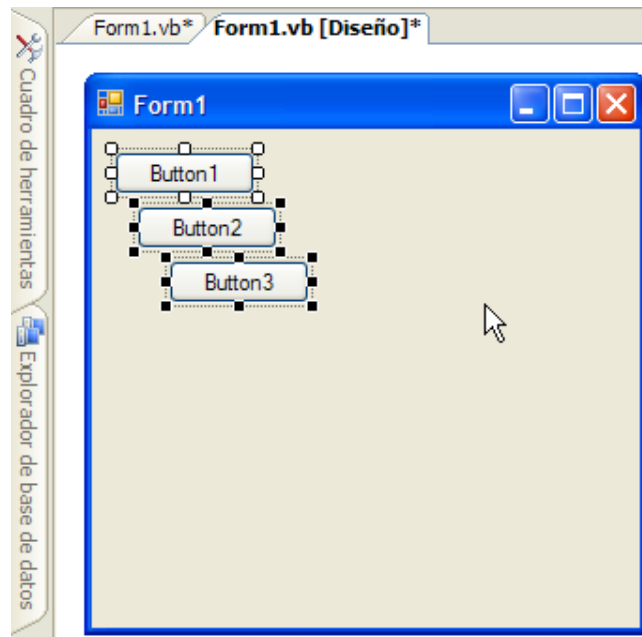 Form1.vb* Form1.vb [Diseño]*
Cuadro de herramientas
Explorador de base de datos
Form1
Button1
Button2
Button3